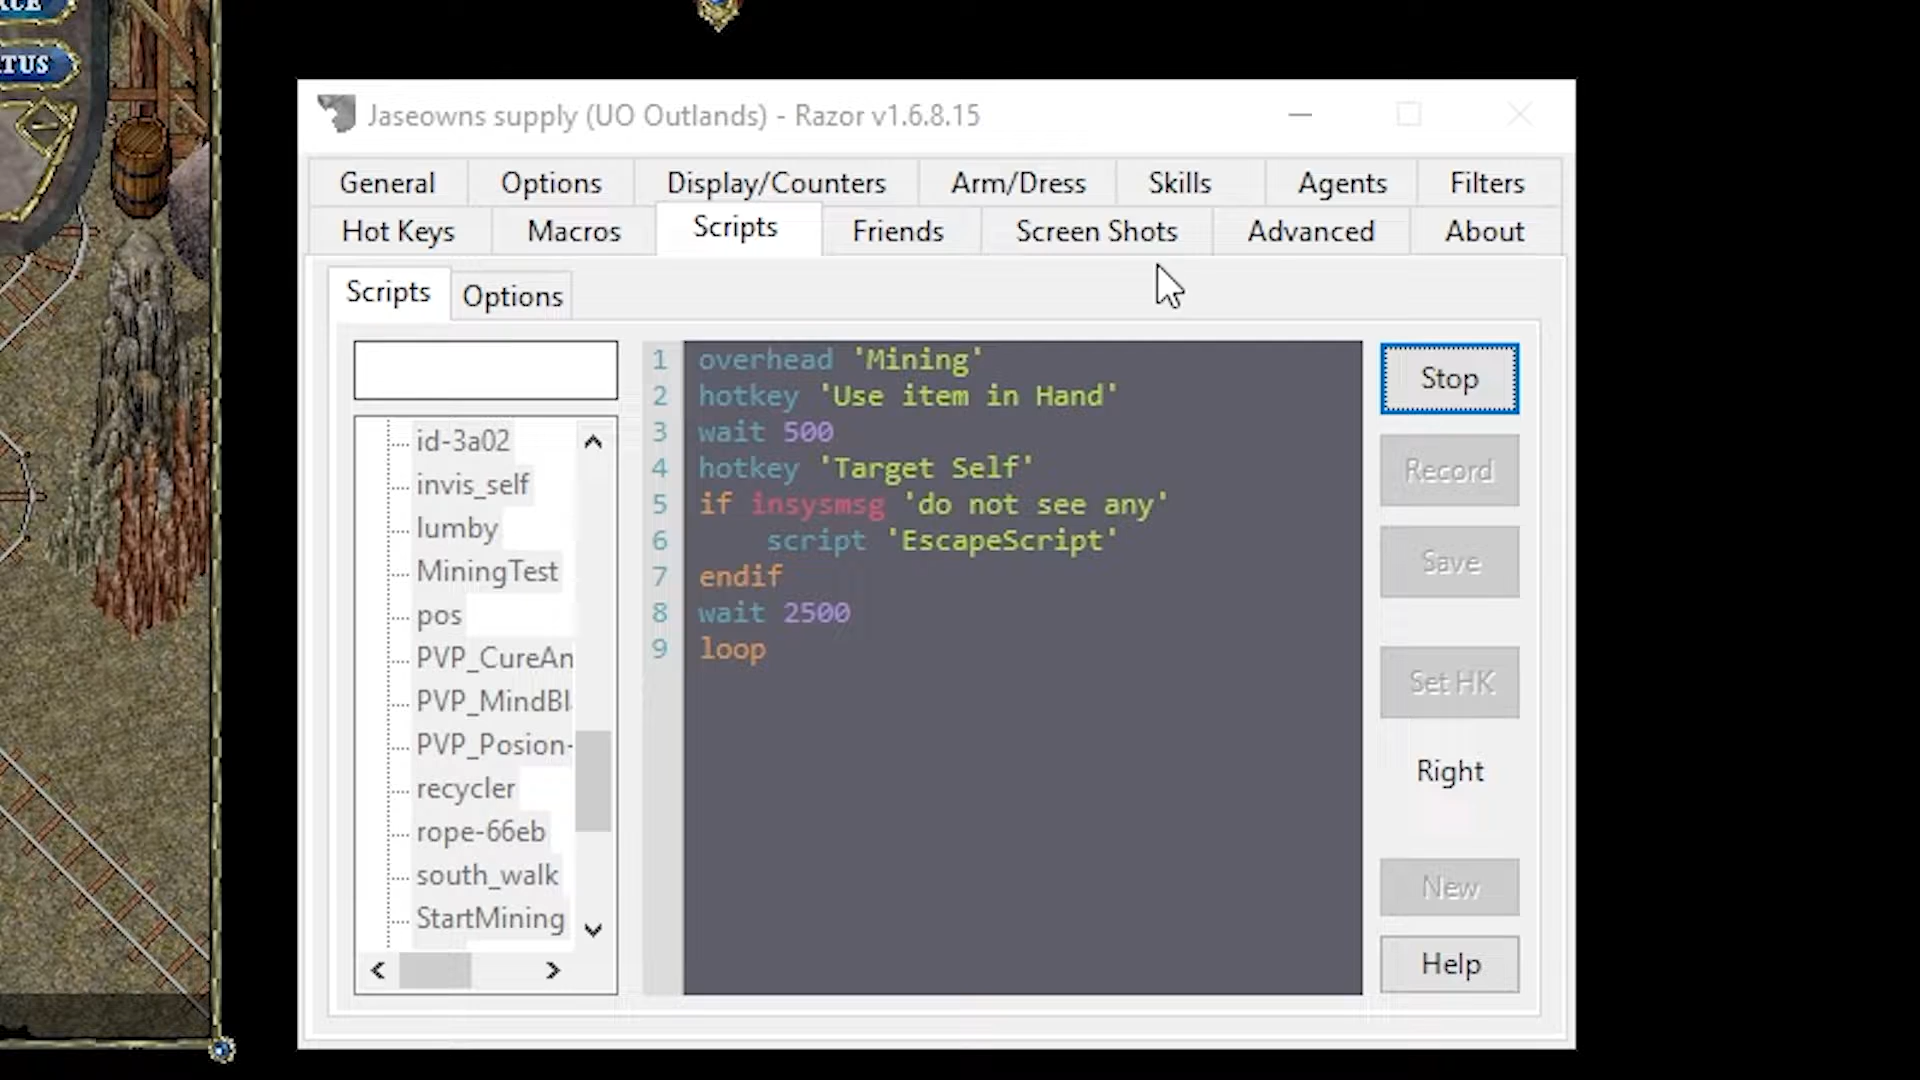 TUS
Jaseowns supply (UO Outlands) - Razor v1.6.8.15
General Options Display/Counters Arm/Dress Skills Agents Filters
Hot Keys Macros Scripts Friends Screen Shots Advanced About
Scripts Options
1 overhead 'Mining'
2 hotkey 'Use item in Hand'
3 wait 500
4 hotkey 'Target Self'
5 if insysmsg 'do not see any'
6 script 'EscapeScript'
7 endif
8 wait 2500
9 loop
id-3a02
invis_self
lumby
MiningTest
pos
PVP_CureAn
PVP_MindBl
PVP_Posion-
recycler
rope-66eb
south_walk
StartMining
Stop
Record
Save
Set HK
Right
New
Help